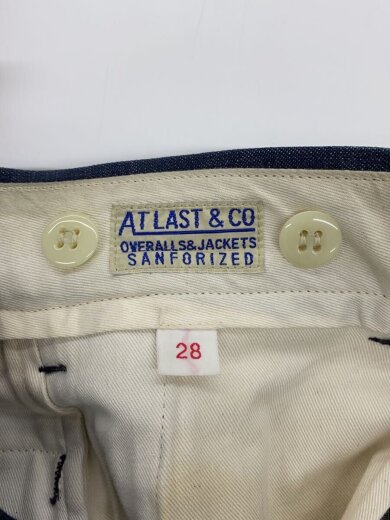 AT LAST & CO
OVERALLS&JACKETS
SANFORIZED
28